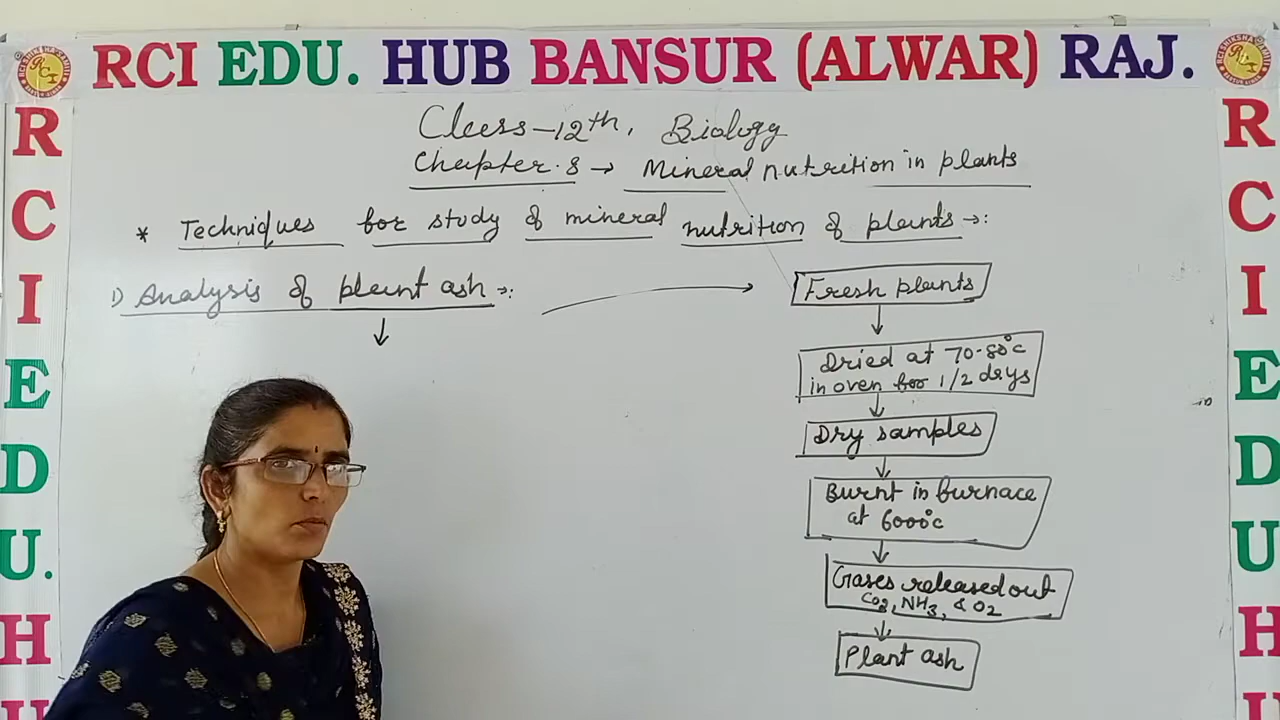 RCI EDU. HUB BANSUR (ALWAR) RAJ.
Class-12th, Biology
Chapter.8 → Mineral nutrition in plants
* Techniques for study of mineral nutrition of plants →:
1) Analysis of plant ash →:
Fresh plants
Dried at 70-80°c
in oven for 1/2 drys
Dry samples
Burnt in furnace
at 6000°c
Gases released out
CO2, NH3, & O2
Plant ash
R
C
I
E
D
U.
H
R
C
I
E
D
U
H